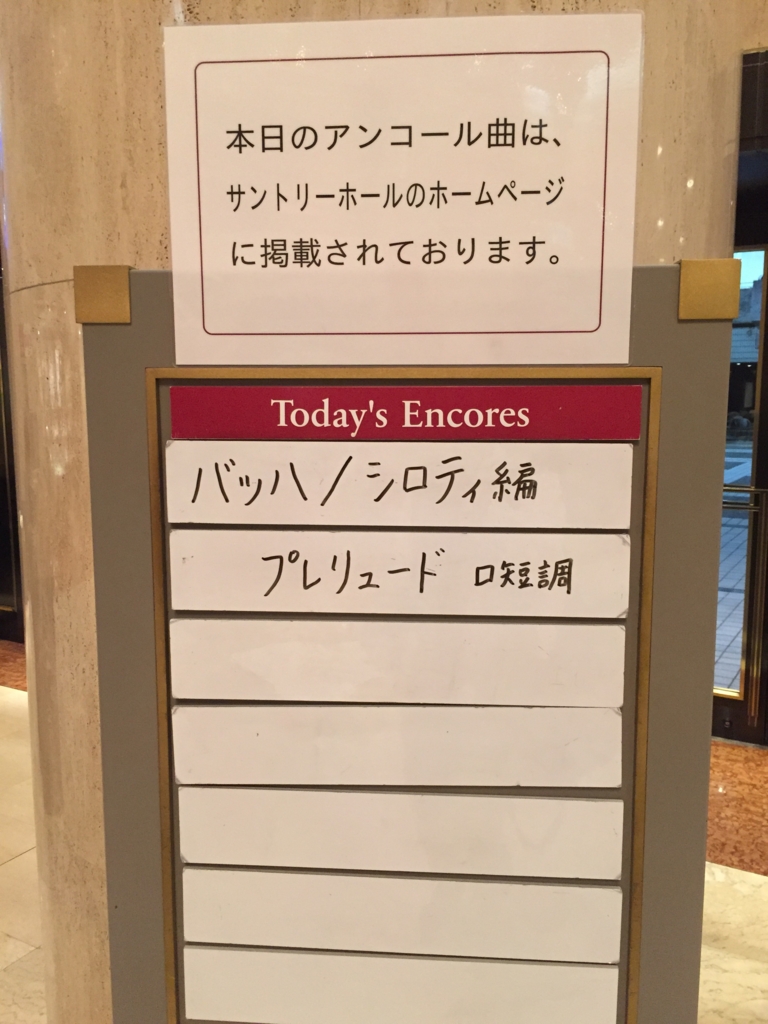 本日のアンコール曲は、
サントリーホールのホームページ
に掲載されております。
Today's Encores
バッハ/シロティ編
プレリュード ロ短調